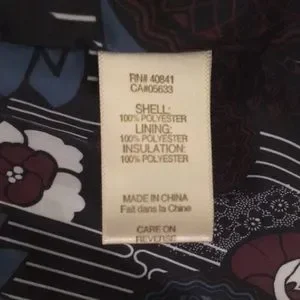 RN# 40841
CA#05633
SHELL:
100% POLYESTER
LINING:
100% POLYESTER
INSULATION:
100% POLYESTER
MADE IN CHINA
Fait dans la Chine
CARE ON
REVERSE